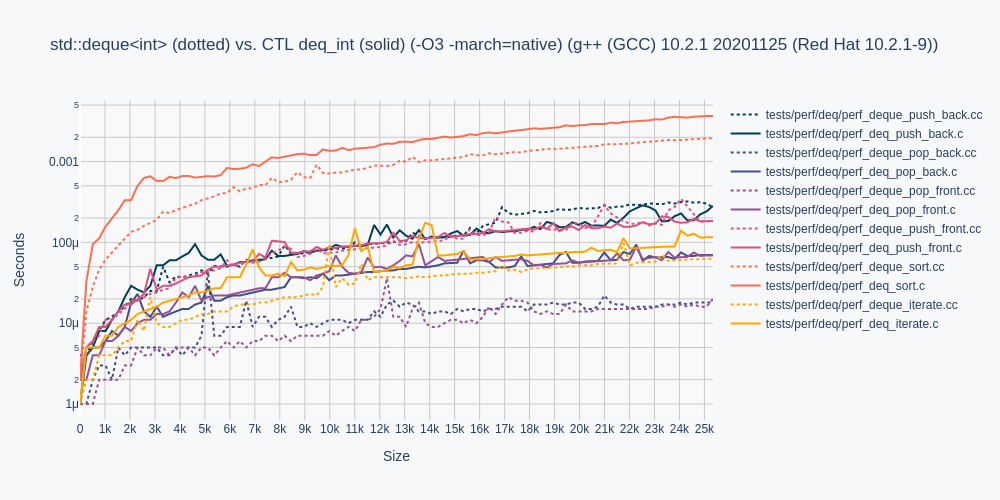 std::deque<int> (dotted) vs. CTL deq_int (solid) (-O3 -march=native) (g++ (GCC) 10.2.1 20201125 (Red Hat 10.2.1-9))
5
2
0.001
5
2
100μ
5
2
10μ
5
2
1μ
Seconds
0 1k 2k 3k 4k 5k 6k 7k 8k 9k 10k 11k 12k 13k 14k 15k 16k 17k 18k 19k 20k 21k 22k 23k 24k 25k
Size
tests/perf/deq/perf_deque_push_back.cc
tests/perf/deq/perf_deq_push_back.c
tests/perf/deq/perf_deque_pop_back.cc
tests/perf/deq/perf_deq_pop_back.c
tests/perf/deq/perf_deque_pop_front.cc
tests/perf/deq/perf_deq_pop_front.c
tests/perf/deq/perf_deque_push_front.cc
tests/perf/deq/perf_deq_push_front.c
tests/perf/deq/perf_deque_sort.cc
tests/perf/deq/perf_deq_sort.c
tests/perf/deq/perf_deque_iterate.cc
tests/perf/deq/perf_deq_iterate.c